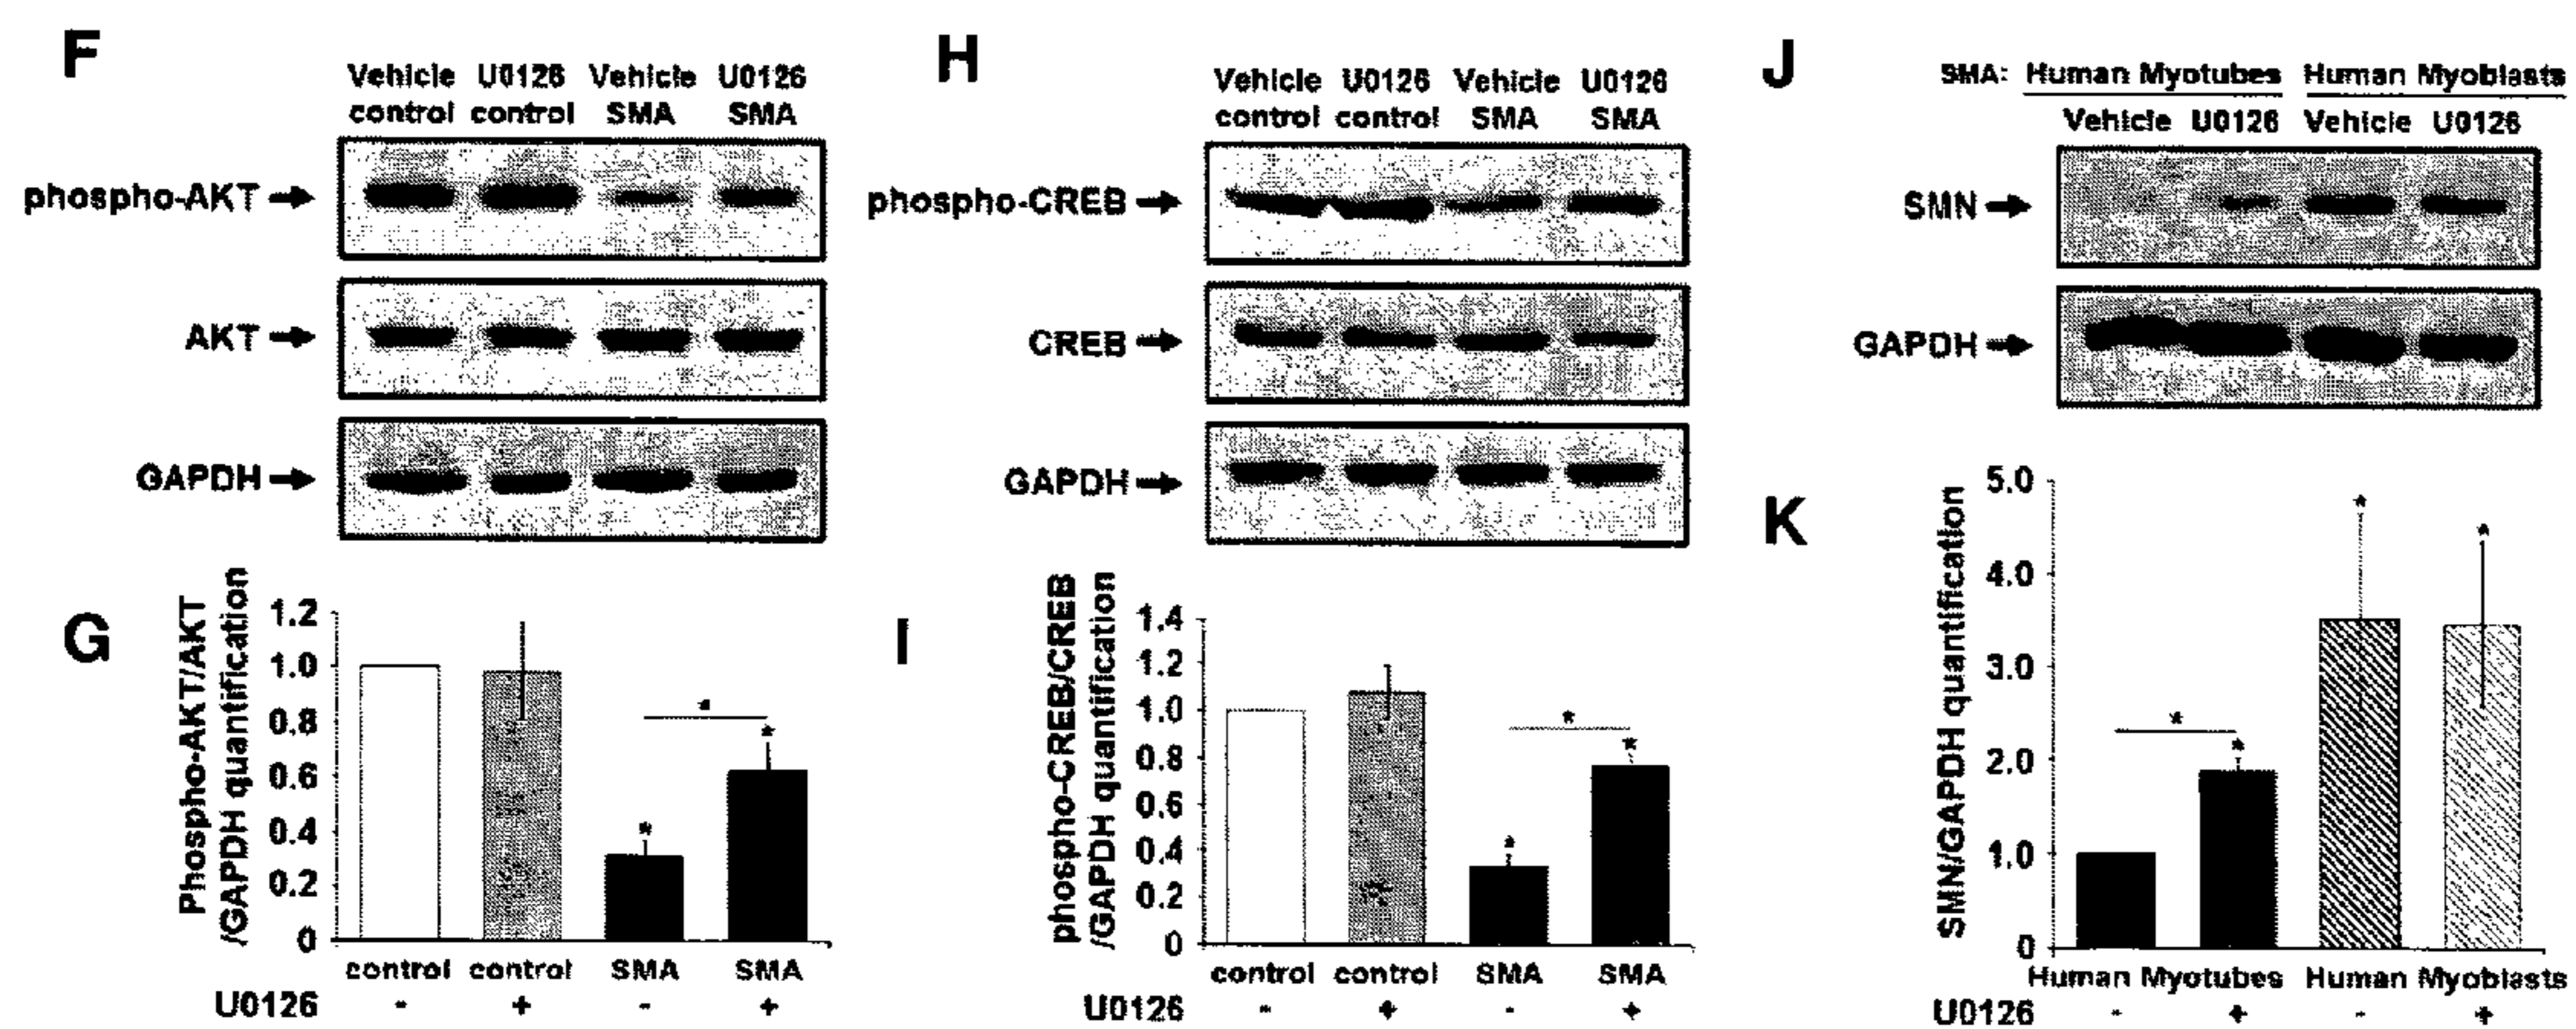 F
Vehicle U0126 Vehicle U0126
control control SMA SMA
phospho-AKT
AKT
GAPDH
G
Phospho-AKT/AKT
/GAPDH quantification
1.2
1.0
0.8
0.6
0.4
0.2
0
* * *
control control SMA SMA
U0126 - + - +
H
Vehicle U0126 Vehicle U0126
control control SMA SMA
phospho-CREB
CREB
GAPDH
I
phospho-CREB/CREB
/GAPDH quantification
1.4
1.2
1.0
0.8
0.6
0.4
0.2
0
* * *
control control SMA SMA
U0126 - + - +
J
SMA: Human Myotubes Human Myoblasts
Vehicle U0126 Vehicle U0126
SMN
GAPDH
K
SMN/GAPDH quantification
5.0
4.0
3.0
2.0
1.0
0
* * * *
Human Myotubes Human Myoblasts
U0126 - + - +